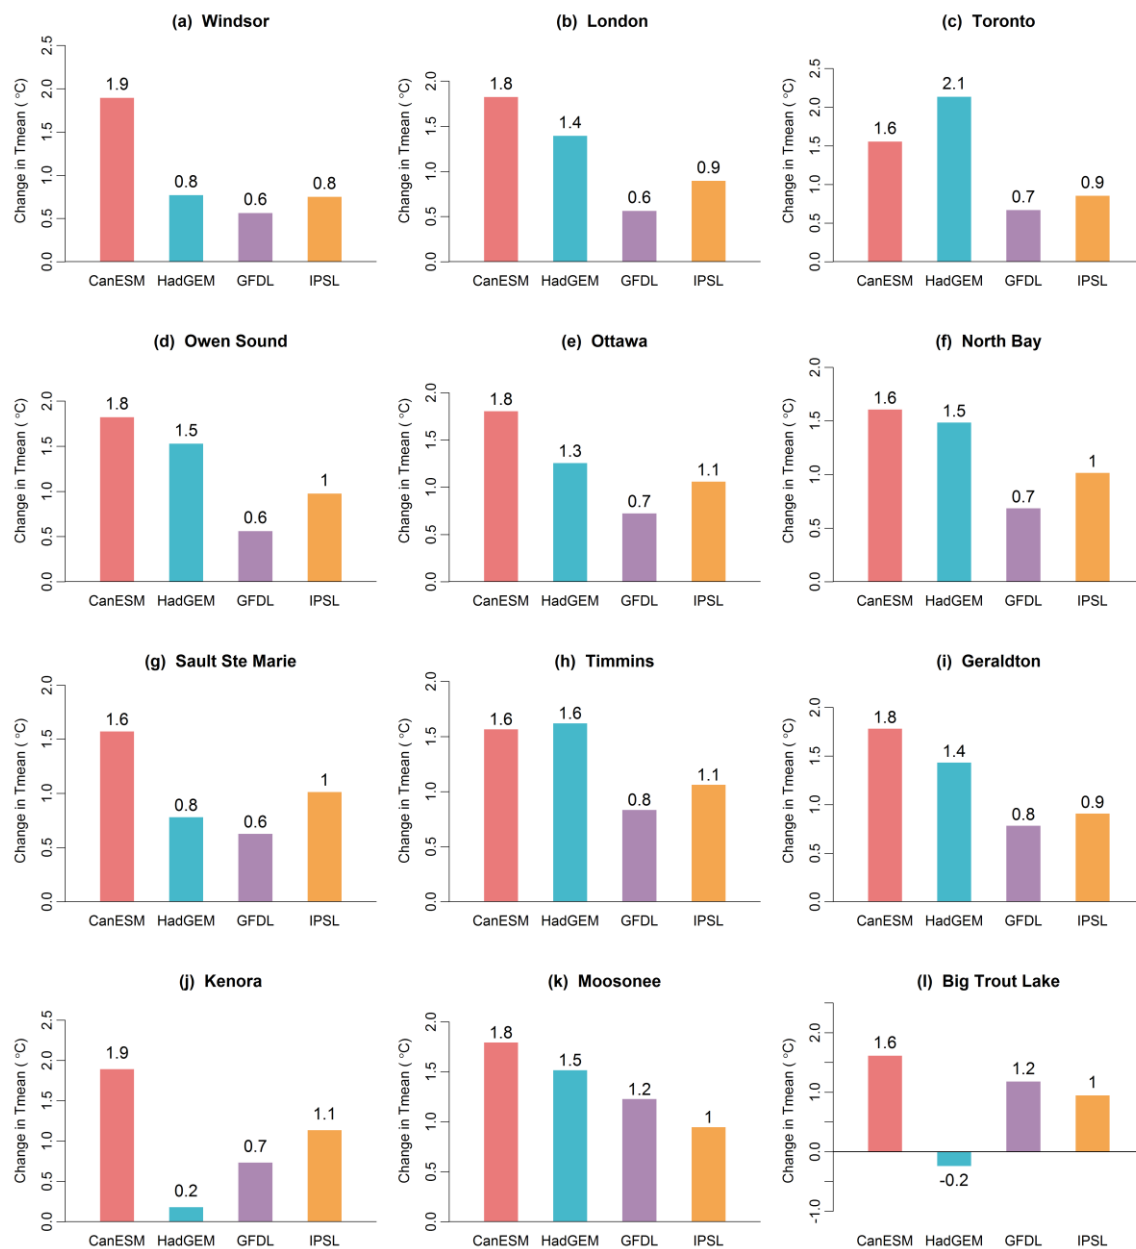 (a) Windsor
Change in Tmean ( °C)
0.0 0.5 1.0 1.5 2.0 2.5
1.9
0.8
0.6
0.8
CanESM HadGEM GFDL IPSL
(b) London
Change in Tmean ( °C)
0.0 0.5 1.0 1.5 2.0
1.8
1.4
0.6
0.9
CanESM HadGEM GFDL IPSL
(c) Toronto
Change in Tmean ( °C)
0.0 0.5 1.0 1.5 2.0 2.5
1.6
2.1
0.7
0.9
CanESM HadGEM GFDL IPSL
(d) Owen Sound
Change in Tmean ( °C)
0.0 0.5 1.0 1.5 2.0
1.8
1.5
0.6
1
CanESM HadGEM GFDL IPSL
(e) Ottawa
Change in Tmean ( °C)
0.0 0.5 1.0 1.5 2.0
1.8
1.3
0.7
1.1
CanESM HadGEM GFDL IPSL
(f) North Bay
Change in Tmean ( °C)
0.0 0.5 1.0 1.5 2.0
1.6
1.5
0.7
1
CanESM HadGEM GFDL IPSL
(g) Sault Ste Marie
Change in Tmean ( °C)
0.0 0.5 1.0 1.5 2.0
1.6
0.8
0.6
1
CanESM HadGEM GFDL IPSL
(h) Timmins
Change in Tmean ( °C)
0.0 0.5 1.0 1.5 2.0
1.6
1.6
0.8
1.1
CanESM HadGEM GFDL IPSL
(i) Geraldton
Change in Tmean ( °C)
0.0 0.5 1.0 1.5 2.0
1.8
1.4
0.8
0.9
CanESM HadGEM GFDL IPSL
(j) Kenora
Change in Tmean ( °C)
0.0 0.5 1.0 1.5 2.0 2.5
1.9
0.2
0.7
1.1
CanESM HadGEM GFDL IPSL
(k) Moosonee
Change in Tmean ( °C)
0.0 0.5 1.0 1.5 2.0
1.8
1.5
1.2
1
CanESM HadGEM GFDL IPSL
(l) Big Trout Lake
Change in Tmean ( °C)
-1.0 0.0 1.0 2.0
1.6
-0.2
1.2
1
CanESM HadGEM GFDL IPSL